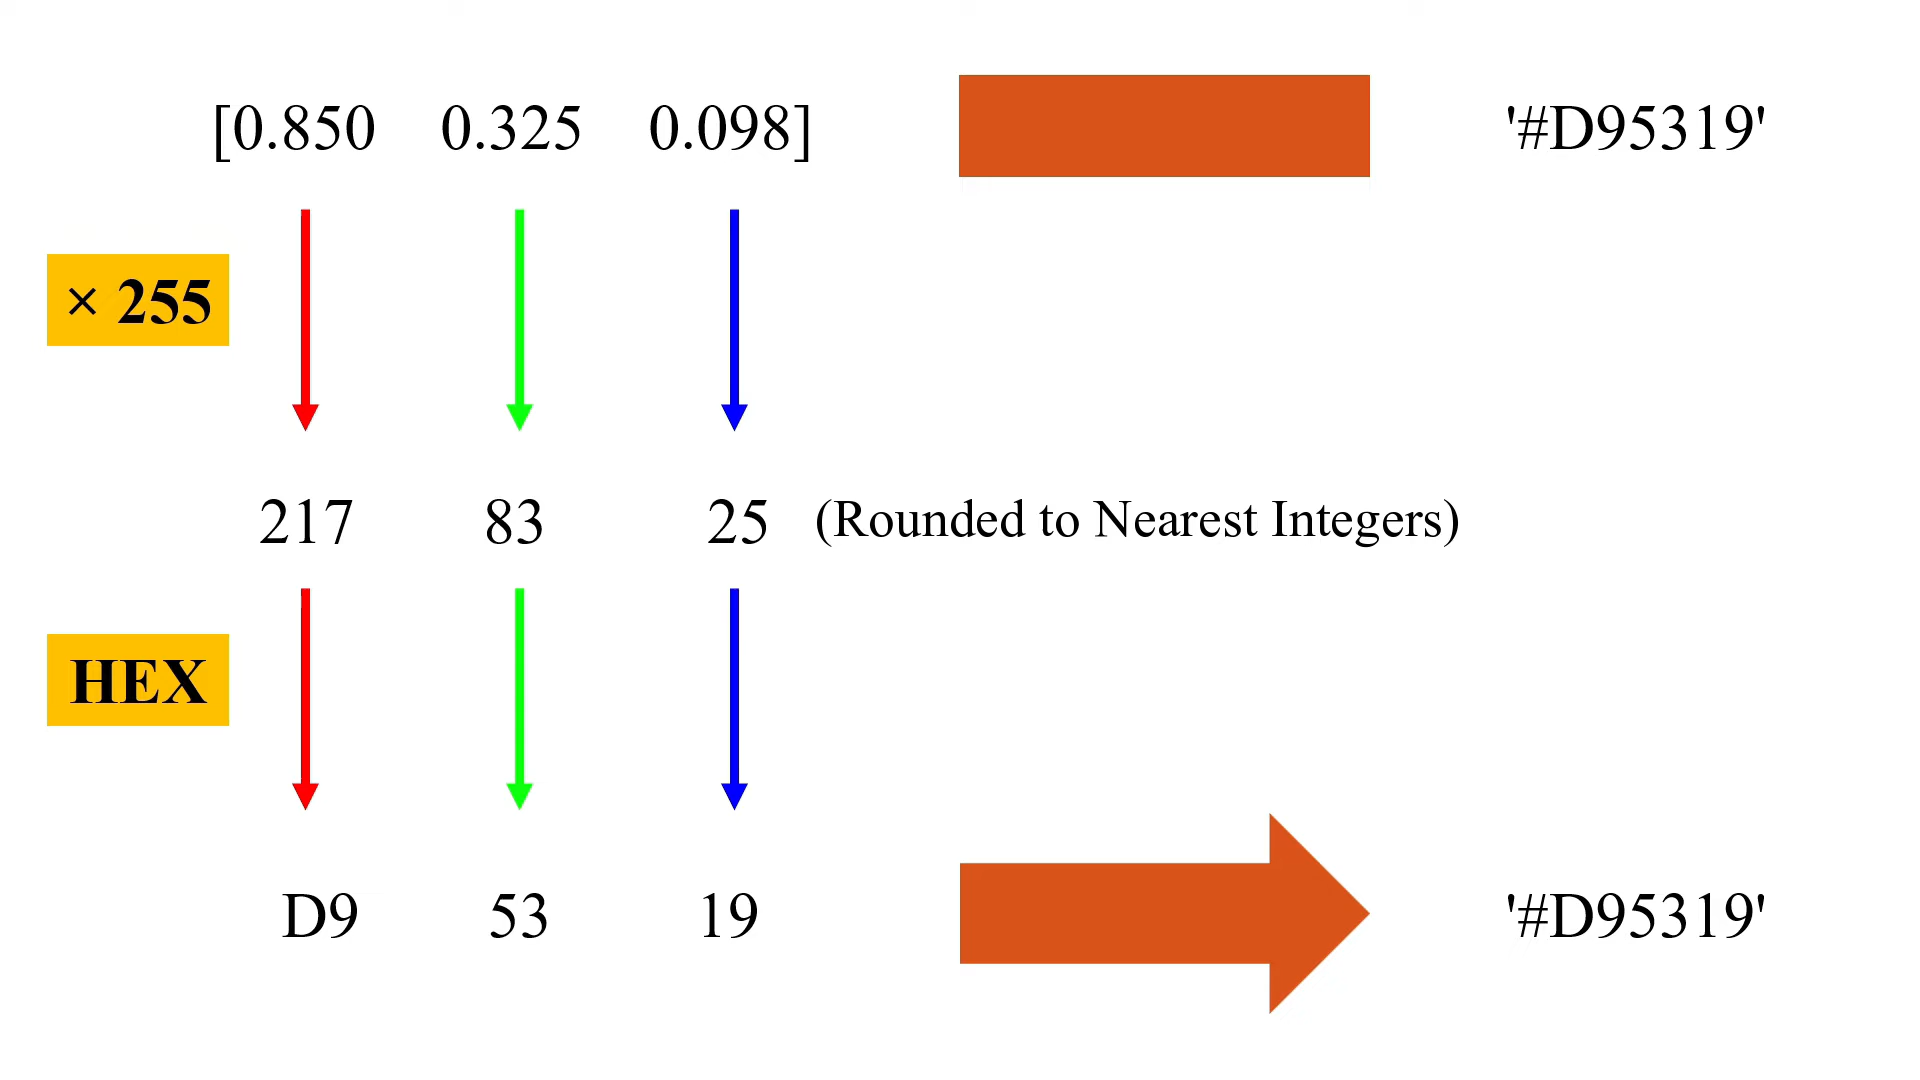 [0.850 0.325 0.098] '#D95319'
× 255
217 83 25 (Rounded to Nearest Integers)
HEX
D9 53 19 '#D95319'